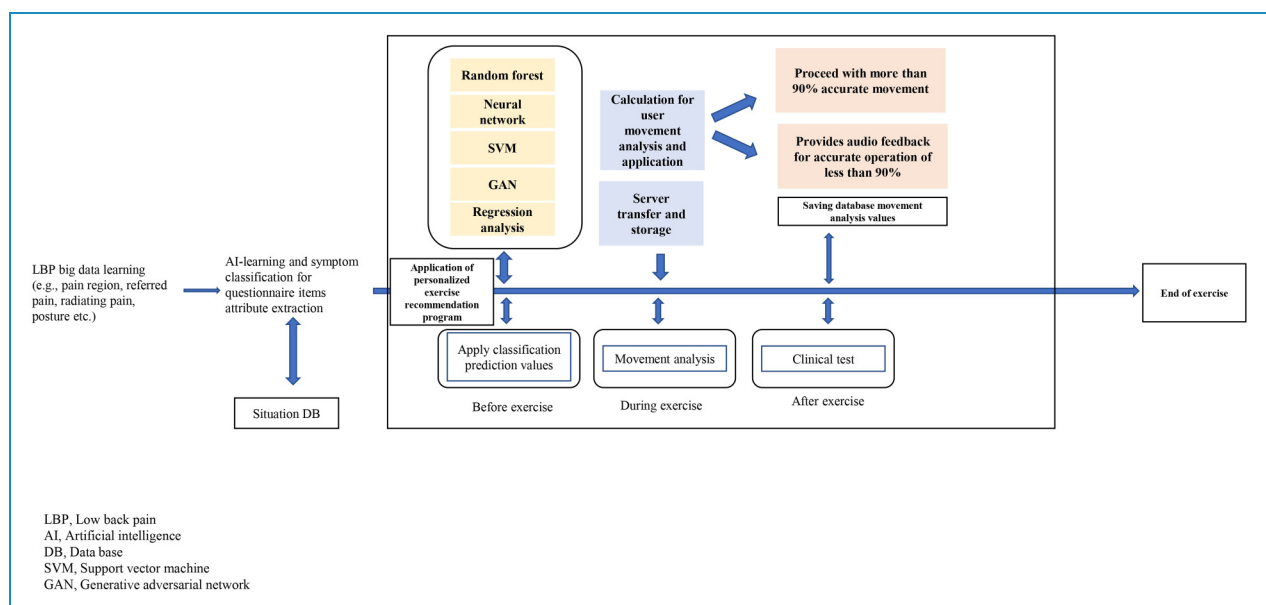 LBP big data learning
(e.g., pain region, referred
pain, radiating pain,
posture etc.)
AI-learning and symptom
classification for
questionnaire items
attribute extraction
Situation DB
Application of
personalized
exercise
recommendation
program
Random forest
Neural
network
SVM
GAN
Regression
analysis
Apply classification
prediction values
Before exercise
Calculation for
user
movement
analysis and
application
Server
transfer and
storage
Movement analysis
During exercise
Proceed with more than
90% accurate movement
Provides audio feedback
for accurate operation of
less than 90%
Saving database movement
analysis values
Clinical test
After exercise
End of exercise
LBP, Low back pain
AI, Artificial intelligence
DB, Data base
SVM, Support vector machine
GAN, Generative adversarial network